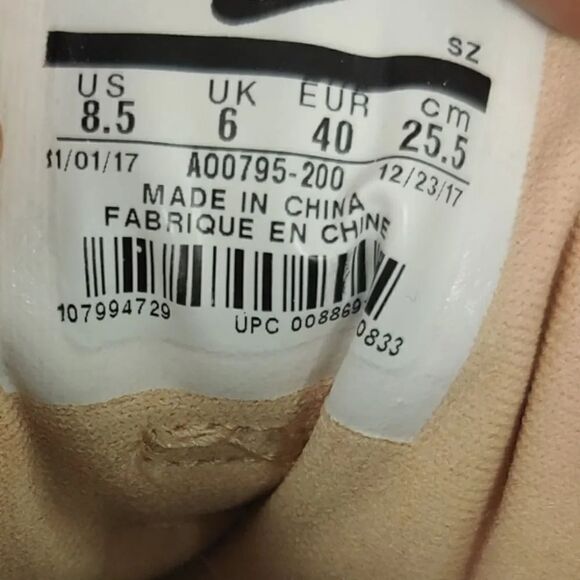 SZ
US UK EUR cm
8.5 6 40 25.5
11/01/17 AO0795-200 12/23/17
MADE IN CHINA
FABRIQUE EN CHINE
107994729 UPC 008869 0833